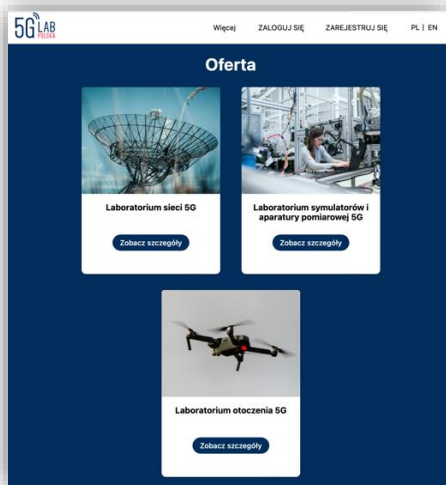 5G LAB
POLSKA
Więcej ZALOGUJ SIĘ ZAREJESTRUJ SIĘ PL | EN
Oferta
Laboratorium sieci 5G
Zobacz szczegóły
Laboratorium symulatorów i
aparatury pomiarowej 5G
Zobacz szczegóły
Laboratorium otoczenia 5G
Zobacz szczegóły